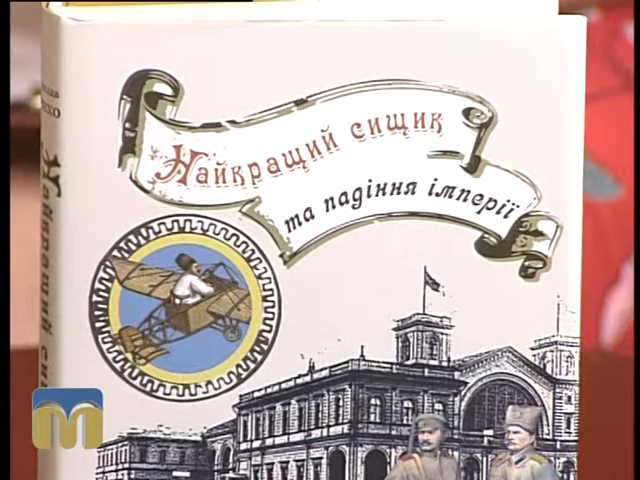 Найкращий сищик
та падіння імперії